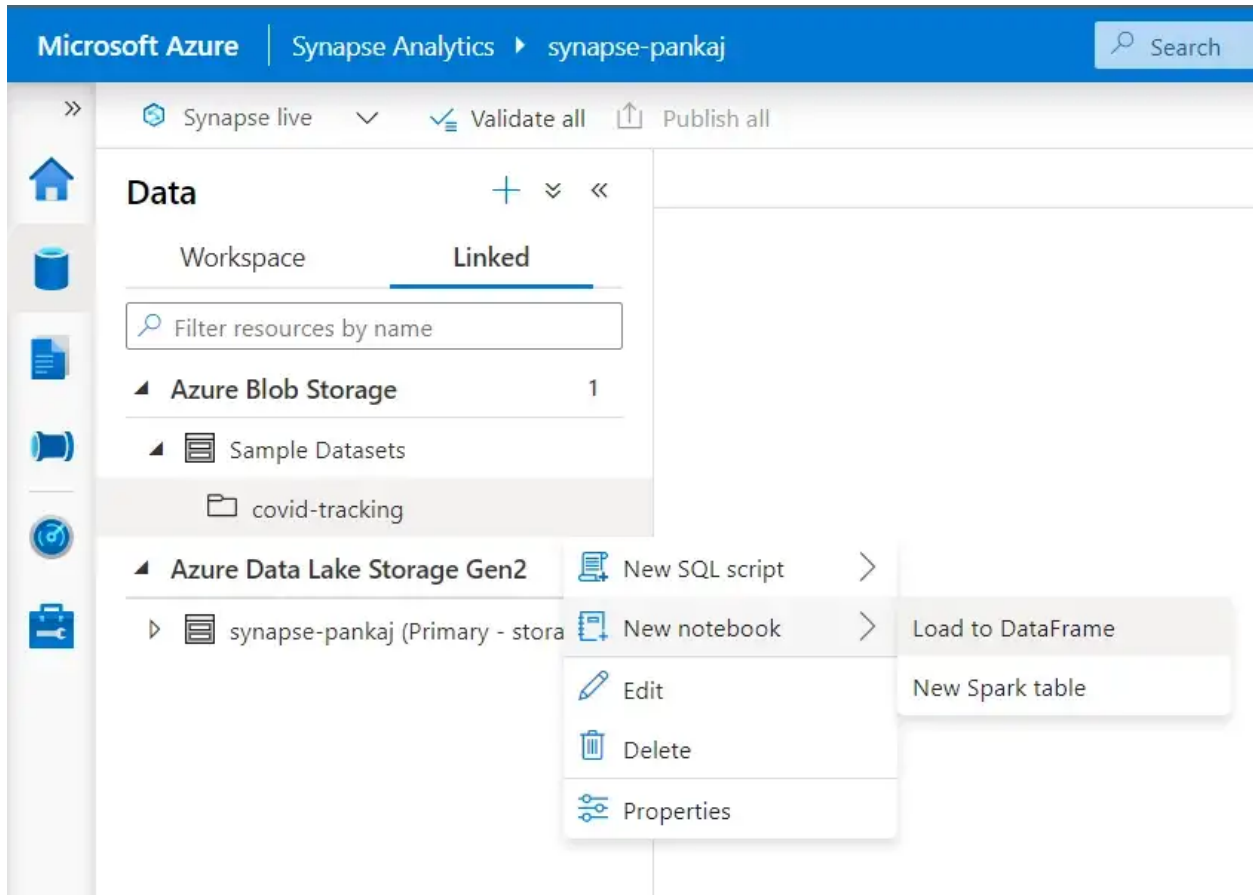 Microsoft Azure Synapse Analytics synapse-pankaj Search
Synapse live Validate all Publish all
Data
Workspace Linked
Filter resources by name
Azure Blob Storage 1
Sample Datasets
covid-tracking
Azure Data Lake Storage Gen2
synapse-pankaj (Primary - stora
New SQL script
New notebook
Edit
Delete
Properties
Load to DataFrame
New Spark table